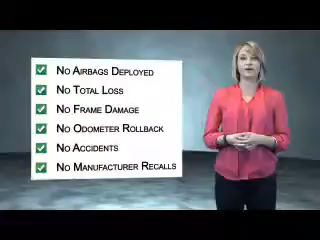 No Airbags Deployed
No Total Loss
No Frame Damage
No Odometer Rollback
No Accidents
No Manufacturer Recalls